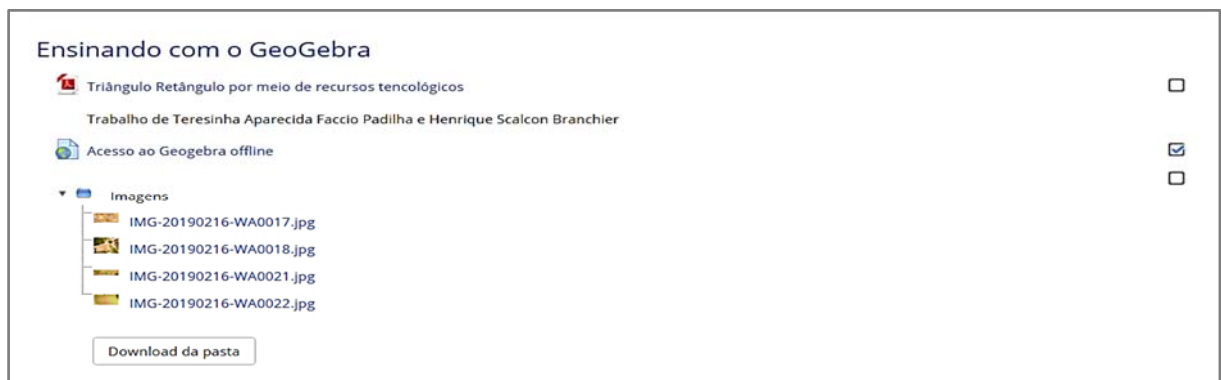 Ensinando com o GeoGebra
Triângulo Retângulo por meio de recursos tencológicos
Trabalho de Teresinha Aparecida Faccio Padilha e Henrique Scalcon Branchier
Acesso ao Geogebra offline
Imagens
IMG-20190216-WA0017.jpg
IMG-20190216-WA0018.jpg
IMG-20190216-WA0021.jpg
IMG-20190216-WA0022.jpg
Download da pasta